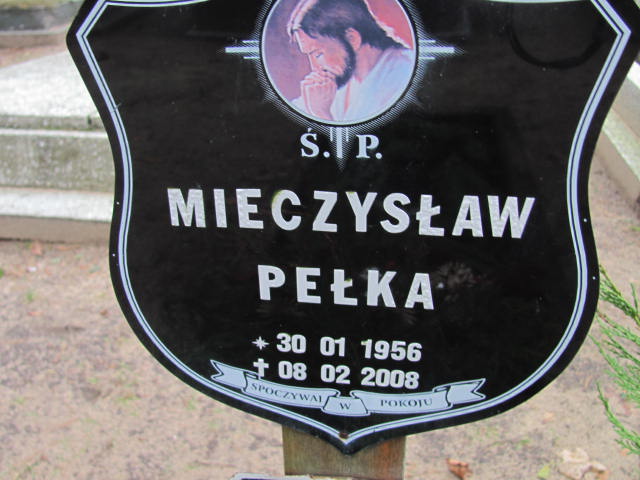 Ś. P.
MIECZYSŁAW
PEŁKA
* 30 01 1956
† 08 02 2008
SPOCZYWAJ W POKOJU